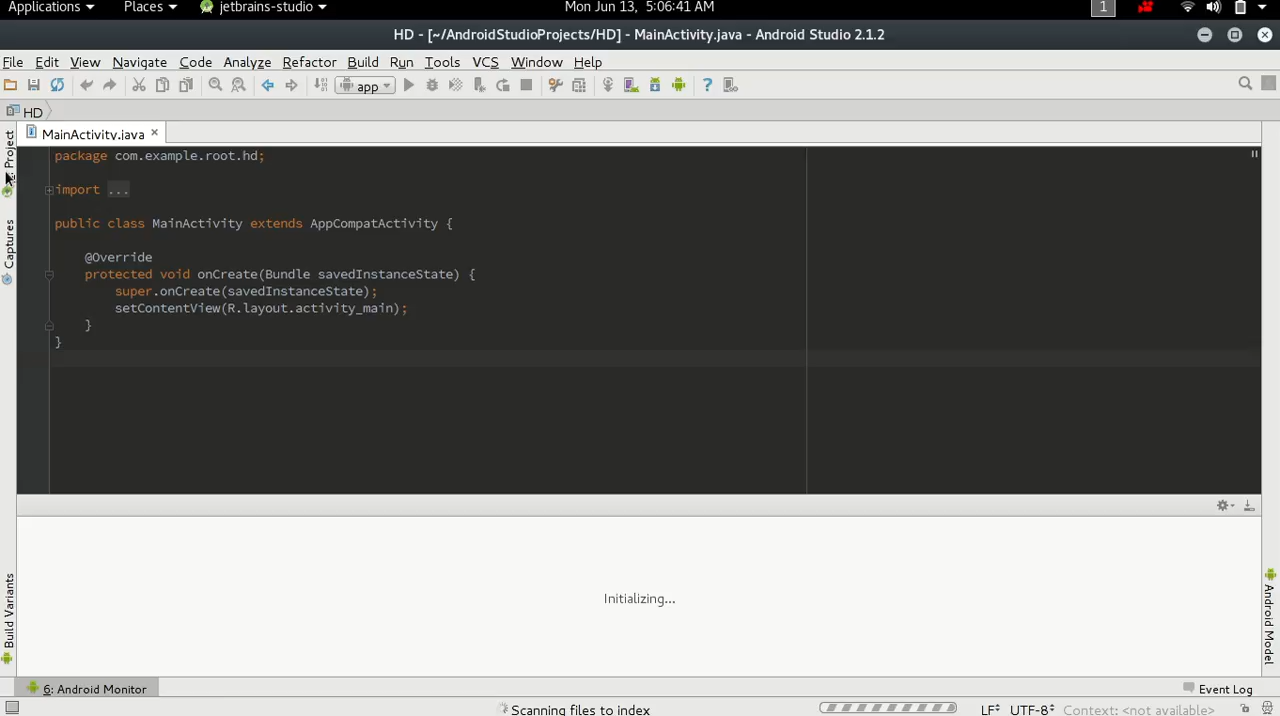 Applications Places jetbrains-studio Mon Jun 13, 5:06:41 AM 1
HD - [~/AndroidStudioProjects/HD] - MainActivity.java - Android Studio 2.1.2
File Edit View Navigate Code Analyze Refactor Build Run Tools VCS Window Help
app ?
HD
MainActivity.java ×
Project
Captures
Build Variants
package com.example.root.hd;
import ...
public class MainActivity extends AppCompatActivity {
@Override
protected void onCreate(Bundle savedInstanceState) {
super.onCreate(savedInstanceState);
setContentView(R.layout.activity_main);
}
}
Initializing...
Android Model
6: Android Monitor Event Log
Scanning files to index LF UTF-8 Context: <not available>